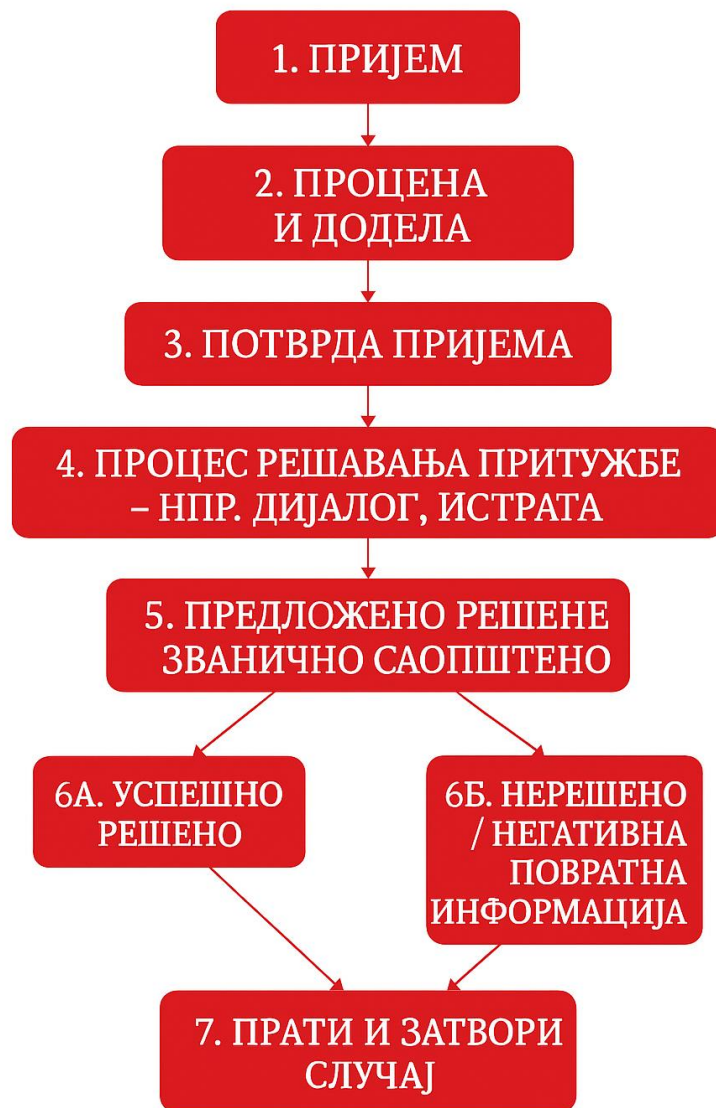 1. ПРИЈЕМ
2. ПРОЦЕНА
И ДОДЕЛА
3. ПОТВРДА ПРИЈЕМА
4. ПРОЦЕС РЕШАВАЊА ПРИТУЖБЕ
– НПР. ДИЈАЛОГ, ИСТРАТА
5. ПРЕДЛОЖЕНО РЕШЕНЕ
ЗВАНИЧНО САОПШТЕНО
6А. УСПЕШНО
РЕШЕНО
6Б. НЕРЕШЕНО
/ НЕГАТИВНА
ПОВРАТНА
ИНФОРМАЦИЈА
7. ПРАТИ И ЗАТВОРИ
СЛУЧАЈ